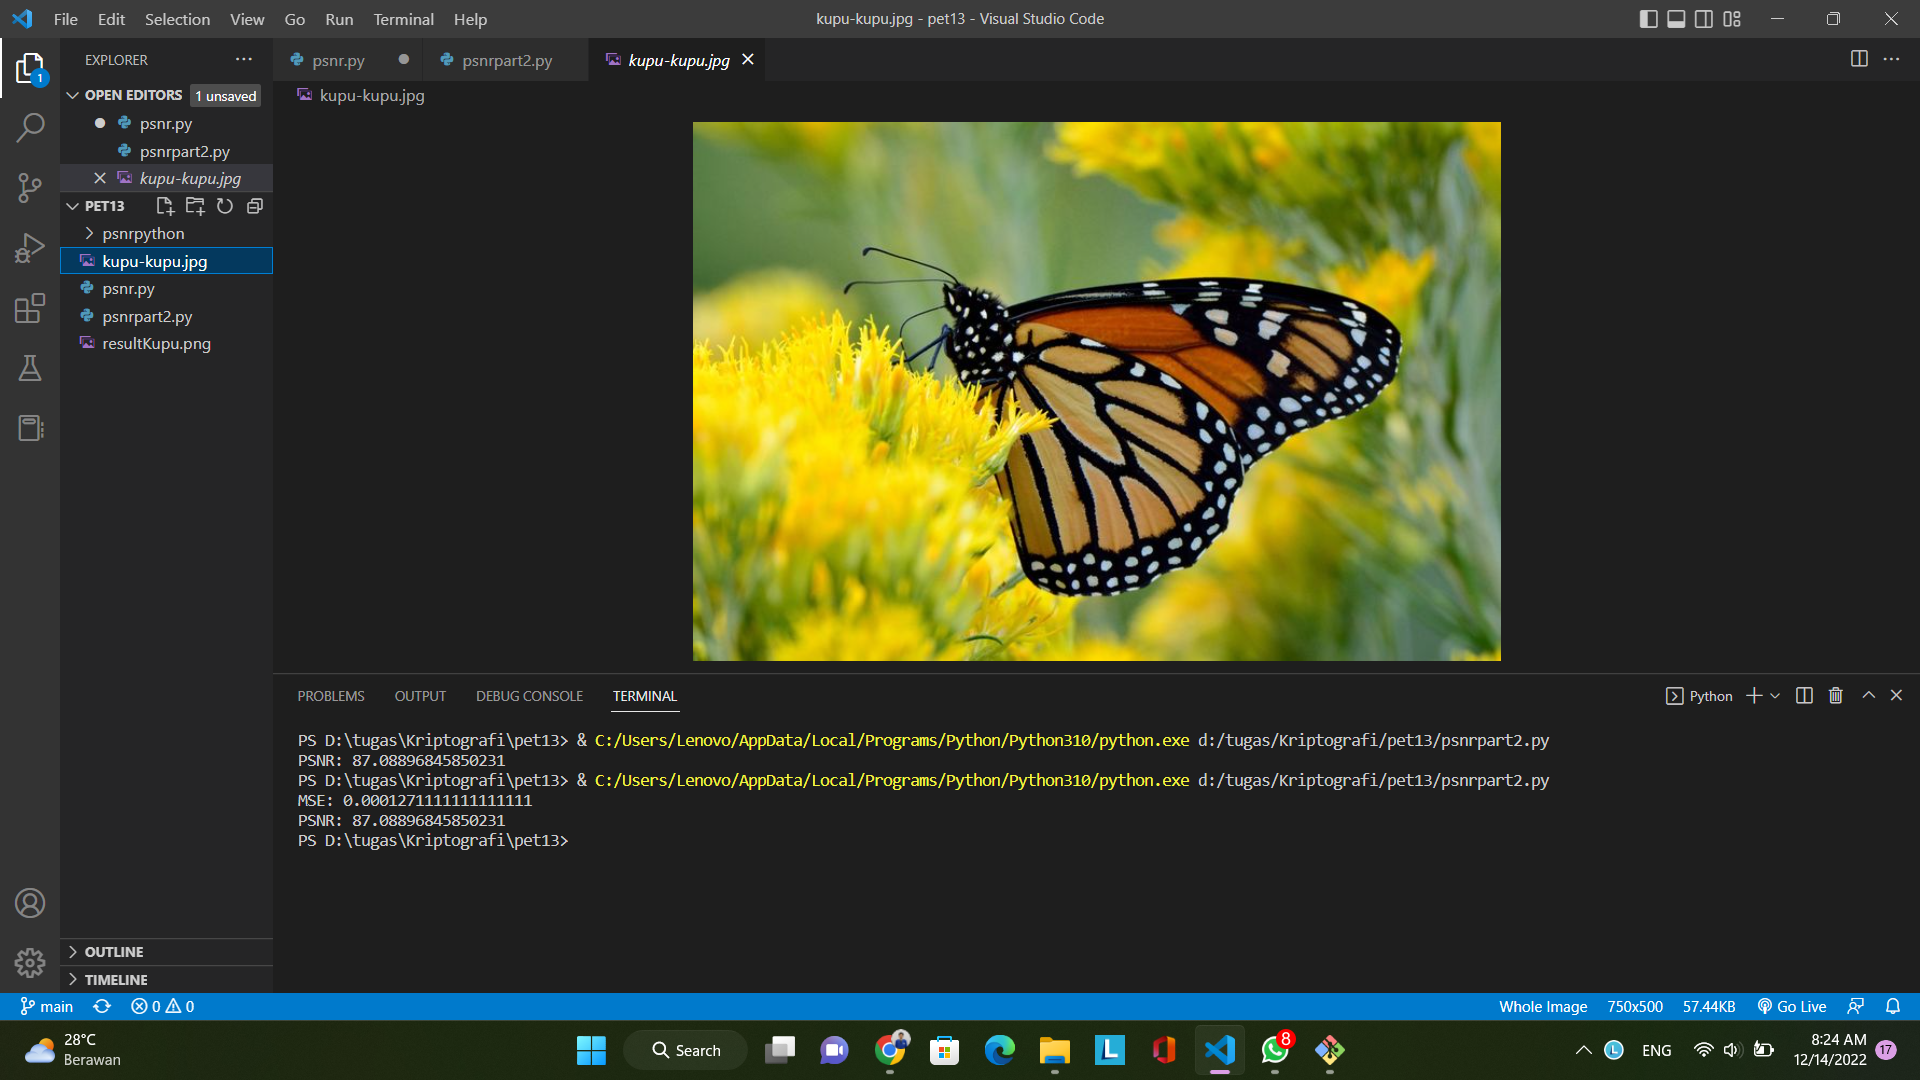 File Edit Selection View Go Run Terminal Help
kupu-kupu.jpg - pet13 - Visual Studio Code
1
EXPLORER
OPEN EDITORS 1 unsaved
psnr.py
psnrpart2.py
kupu-kupu.jpg
PET13
psnrpython
kupu-kupu.jpg
psnr.py
psnrpart2.py
resultKupu.png
OUTLINE
TIMELINE
psnr.py psnrpart2.py kupu-kupu.jpg
kupu-kupu.jpg
PROBLEMS OUTPUT DEBUG CONSOLE TERMINAL
Python
PS D:\tugas\Kriptografi\pet13> & C:/Users/Lenovo/AppData/Local/Programs/Python/Python310/python.exe d:/tugas/Kriptografi/pet13/psnrpart2.py
PSNR: 87.08896845850231
PS D:\tugas\Kriptografi\pet13> & C:/Users/Lenovo/AppData/Local/Programs/Python/Python310/python.exe d:/tugas/Kriptografi/pet13/psnrpart2.py
MSE: 0.0001271111111111111
PSNR: 87.08896845850231
PS D:\tugas\Kriptografi\pet13>
main 0 0 Whole Image 750x500 57.44KB Go Live
28°C
Berawan
Search
L
8
L
ENG
8:24 AM
12/14/2022
17